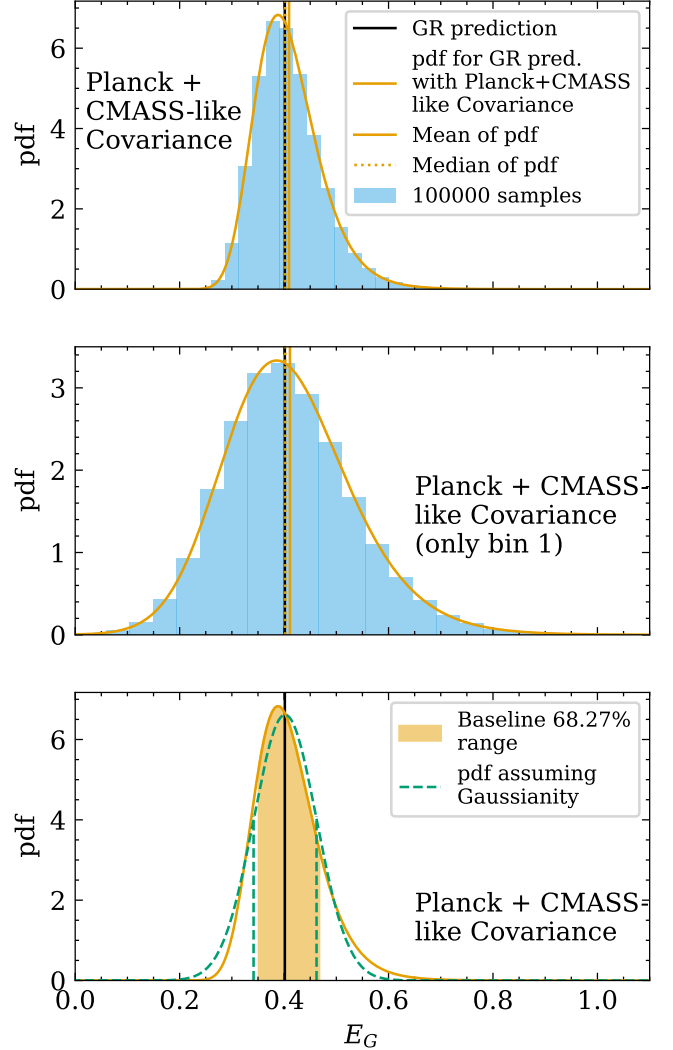 6
4
2
0
pdf
Planck +
CMASS-like
Covariance
GR prediction
pdf for GR pred.
with Planck+CMASS
like Covariance
Mean of pdf
Median of pdf
100000 samples
3
2
1
0
pdf
Planck + CMASS-
like Covariance
(only bin 1)
6
4
2
0
pdf
Baseline 68.27%
range
pdf assuming
Gaussianity
Planck + CMASS-
like Covariance
0.0 0.2 0.4 0.6 0.8 1.0
E_G